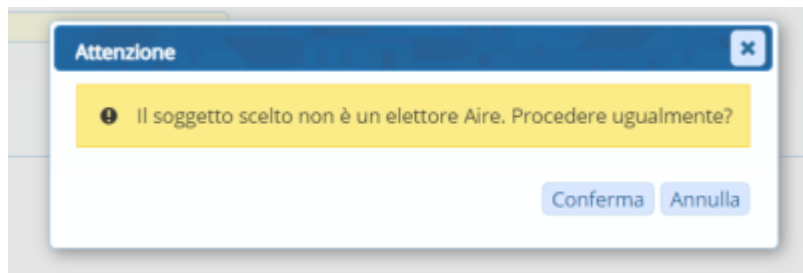 Attenzione
Il soggetto scelto non è un elettore Aire. Procedere ugualmente?
Conferma Annulla